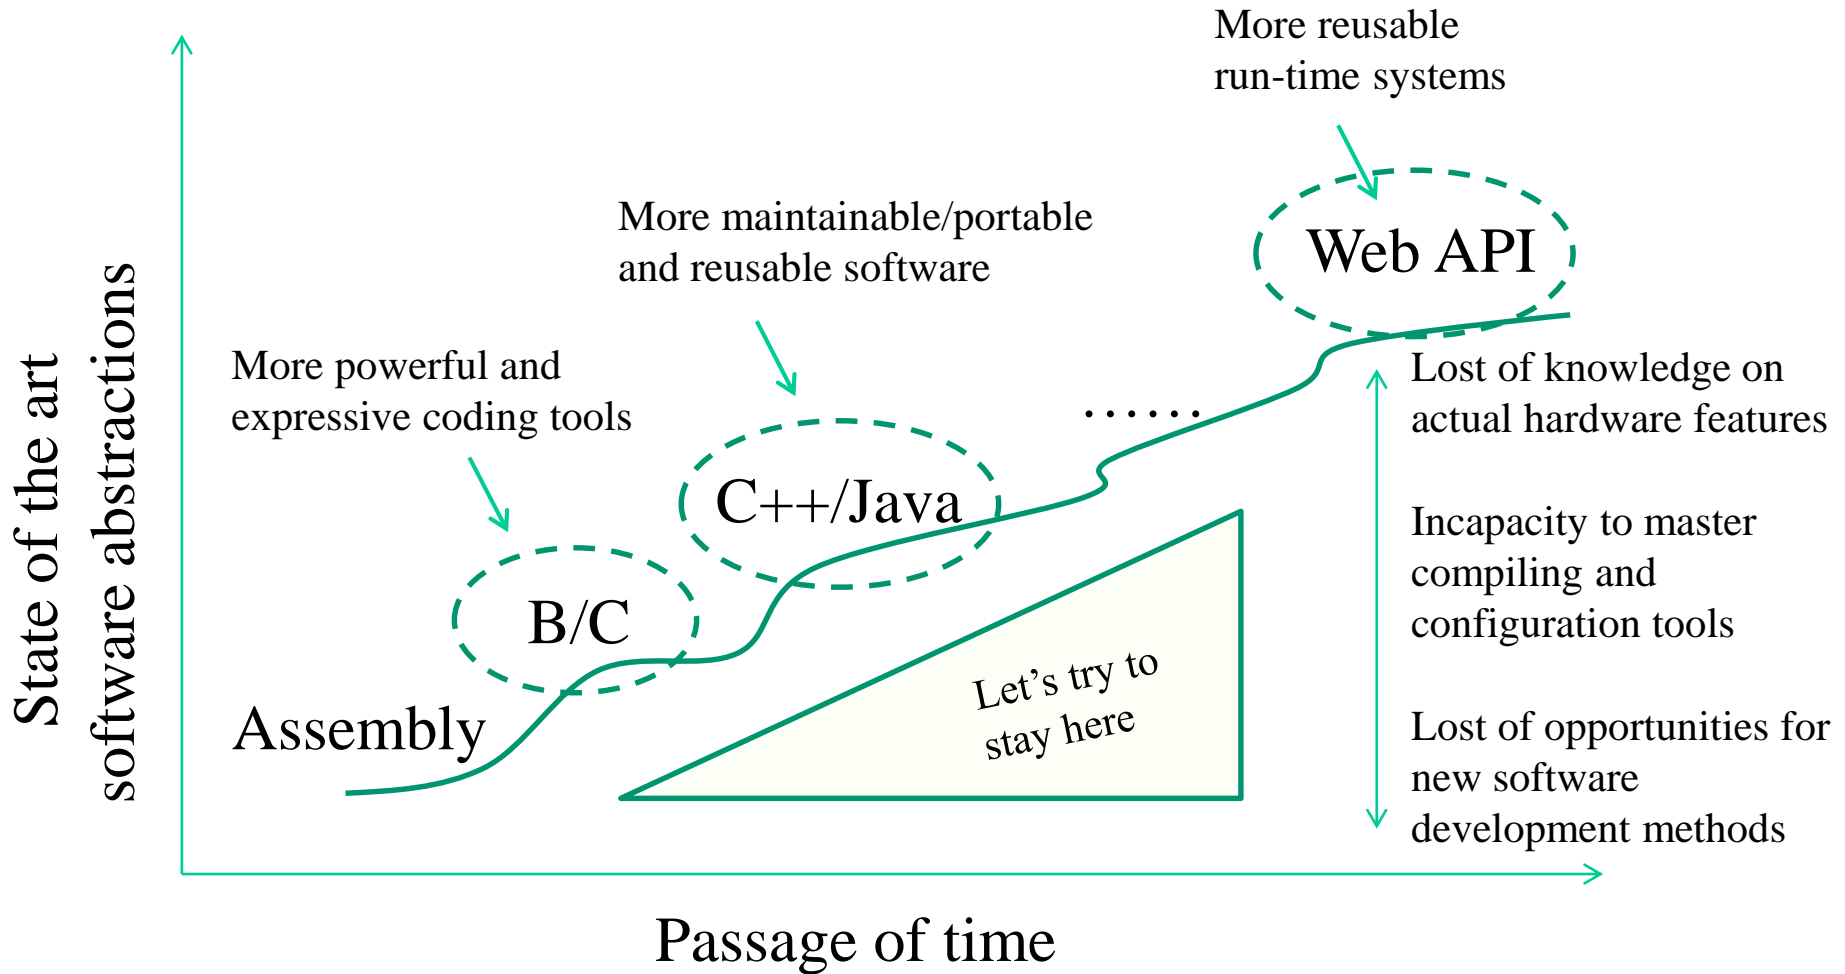 More reusable
run-time systems
More maintainable/portable
and reusable software
Web API
More powerful and
expressive coding tools
Lost of knowledge on
actual hardware features
......
C++/Java
Incapacity to master
compiling and
configuration tools
B/C
Let's try to
stay here
Assembly
Lost of opportunities for
new software
development methods
State of the art
software abstractions
Passage of time